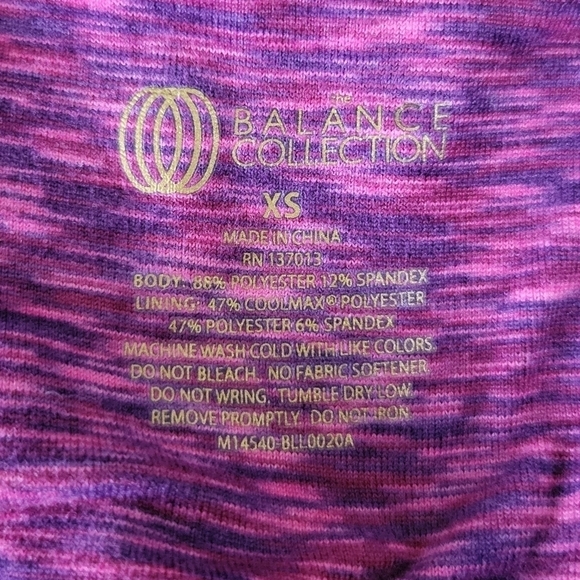 the
BALANCE
COLLECTION
XS
MADE IN CHINA
RN 137013
BODY: 88% POLYESTER 12% SPANDEX
LINING: 47% COOLMAX® POLYESTER
47% POLYESTER 6% SPANDEX
MACHINE WASH COLD WITH LIKE COLORS.
DO NOT BLEACH. NO FABRIC SOFTENER.
DO NOT WRING. TUMBLE DRY LOW.
REMOVE PROMPTLY. DO NOT IRON.
M14540-BLL0020A